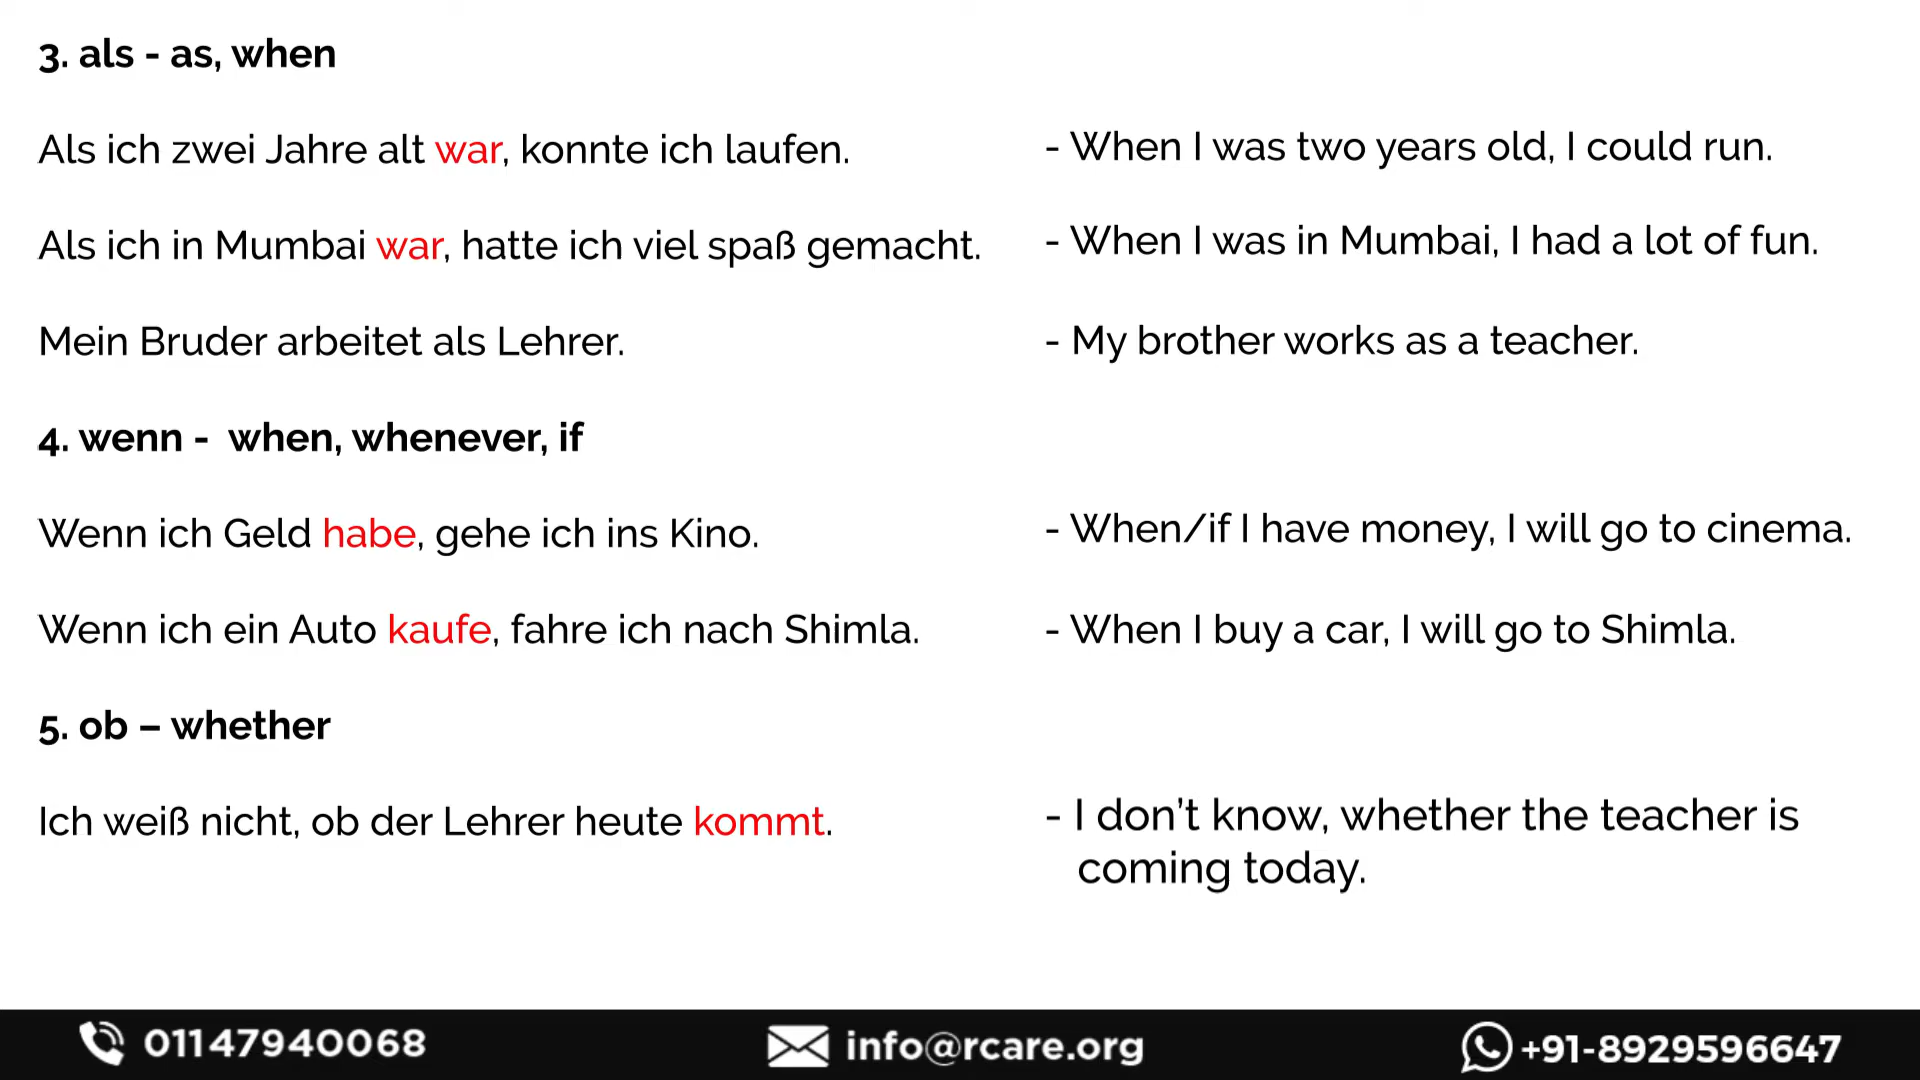 3. als - as, when
Als ich zwei Jahre alt war, konnte ich laufen. - When I was two years old, I could run.
Als ich in Mumbai war, hatte ich viel spaß gemacht. - When I was in Mumbai, I had a lot of fun.
Mein Bruder arbeitet als Lehrer. - My brother works as a teacher.
4. wenn - when, whenever, if
Wenn ich Geld habe, gehe ich ins Kino. - When/if I have money, I will go to cinema.
Wenn ich ein Auto kaufe, fahre ich nach Shimla. - When I buy a car, I will go to Shimla.
5. ob – whether
Ich weiß nicht, ob der Lehrer heute kommt. - I don’t know, whether the teacher is
coming today.
01147940068 info@rcare.org +91-8929596647